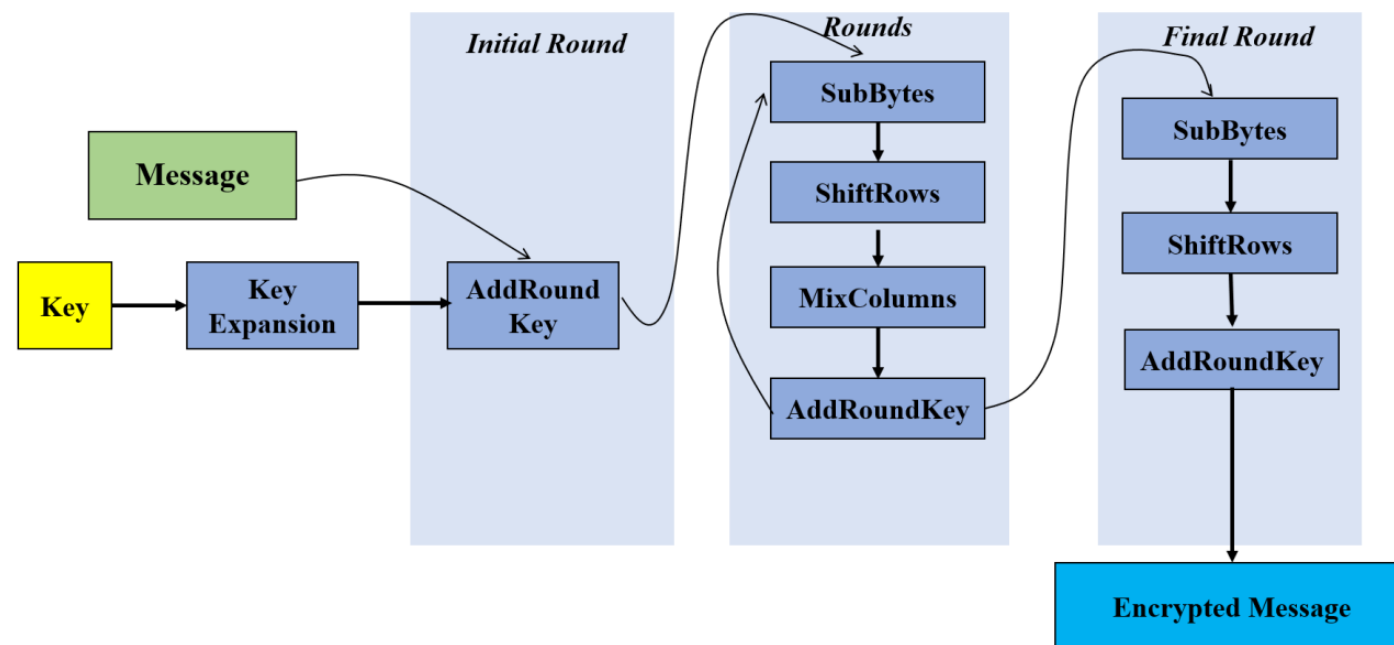 Initial Round
Rounds
Final Round
Message
Key
Key
Expansion
AddRound
Key
SubBytes
ShiftRows
MixColumns
AddRoundKey
SubBytes
ShiftRows
AddRoundKey
Encrypted Message